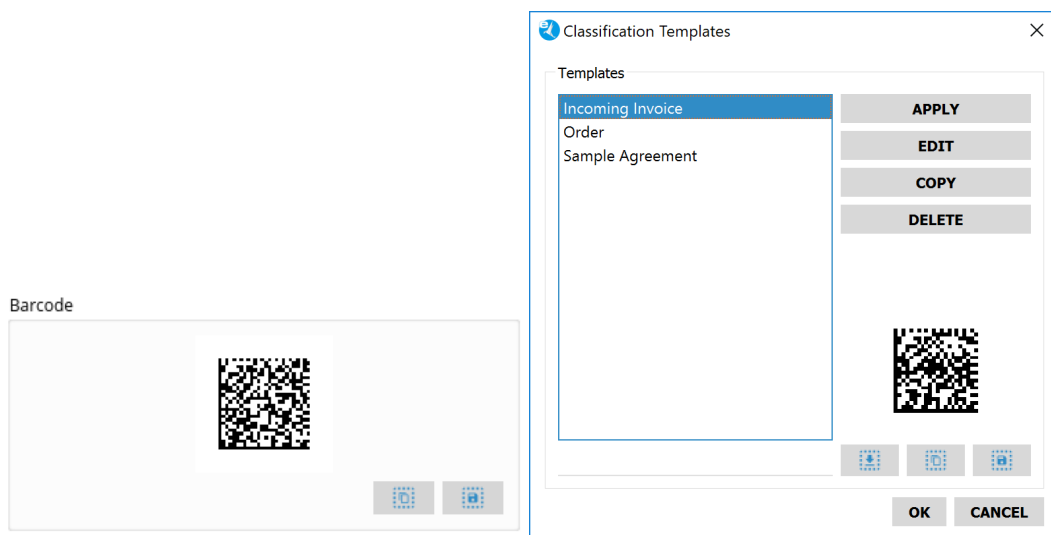 Barcode
Classification Templates
Templates
Incoming Invoice
Order
Sample Agreement
APPLY
EDIT
COPY
DELETE
OK
CANCEL